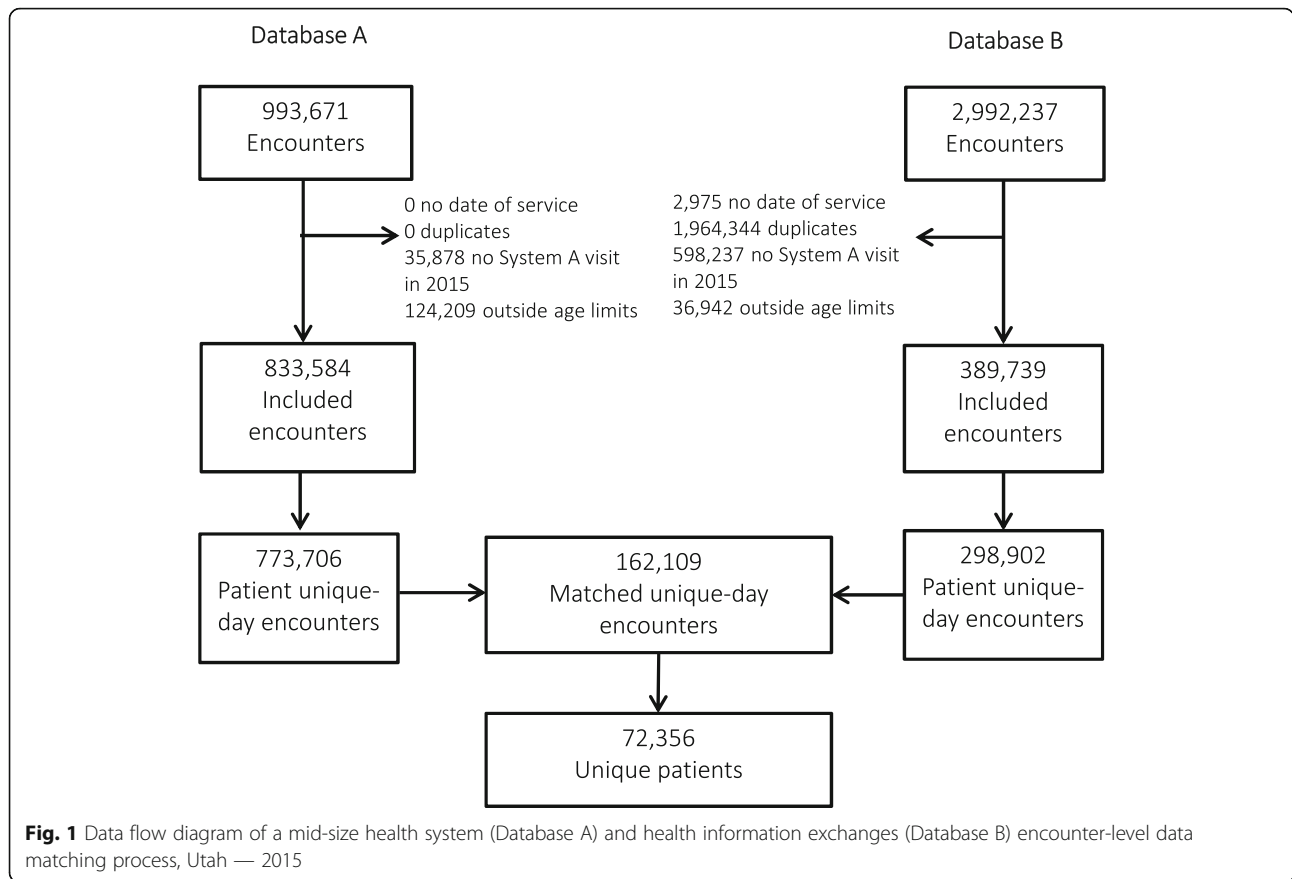 Database A
993,671
Encounters
0 no date of service
0 duplicates
35,878 no System A visit
in 2015
124,209 outside age limits
833,584
Included
encounters
773,706
Patient unique-
day encounters
Database B
2,992,237
Encounters
2,975 no date of service
1,964,344 duplicates
598,237 no System A visit
in 2015
36,942 outside age limits
389,739
Included
encounters
298,902
Patient unique-
day encounters
162,109
Matched unique-day
encounters
72,356
Unique patients
Fig. 1 Data flow diagram of a mid-size health system (Database A) and health information exchanges (Database B) encounter-level data
matching process, Utah — 2015